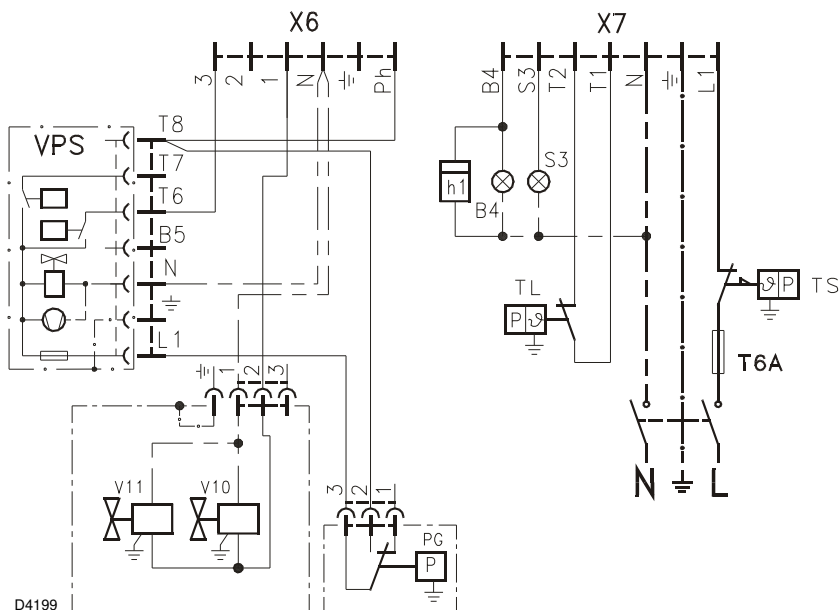 X6
X7
3
2
1
N
Ph
B4
S3
T2
T1
N
L1
VPS
T8
T7
T6
B5
N
L1
h1
B4
S3
TL
P ϑ
ϑ P
TS
T6A
N
L
1
2
3
V11
V10
3
2
1
PG
P
D4199